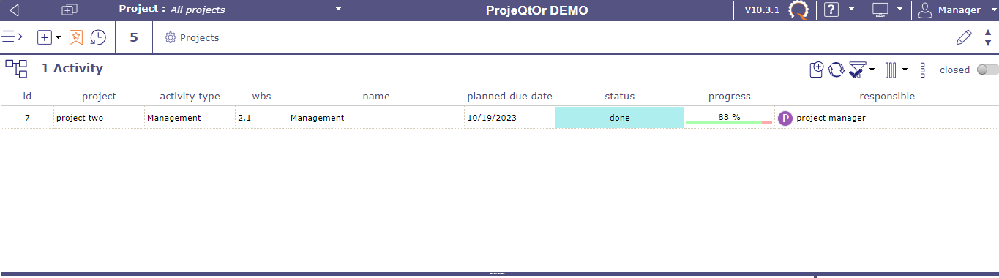 Project : All projects ProjeQtOr DEMO V10.3.1 ? Manager
5 Projects
1 Activity closed
id project activity type wbs name planned due date status progress responsible
7 project two Management 2.1 Management 10/19/2023 done 88 % P project manager